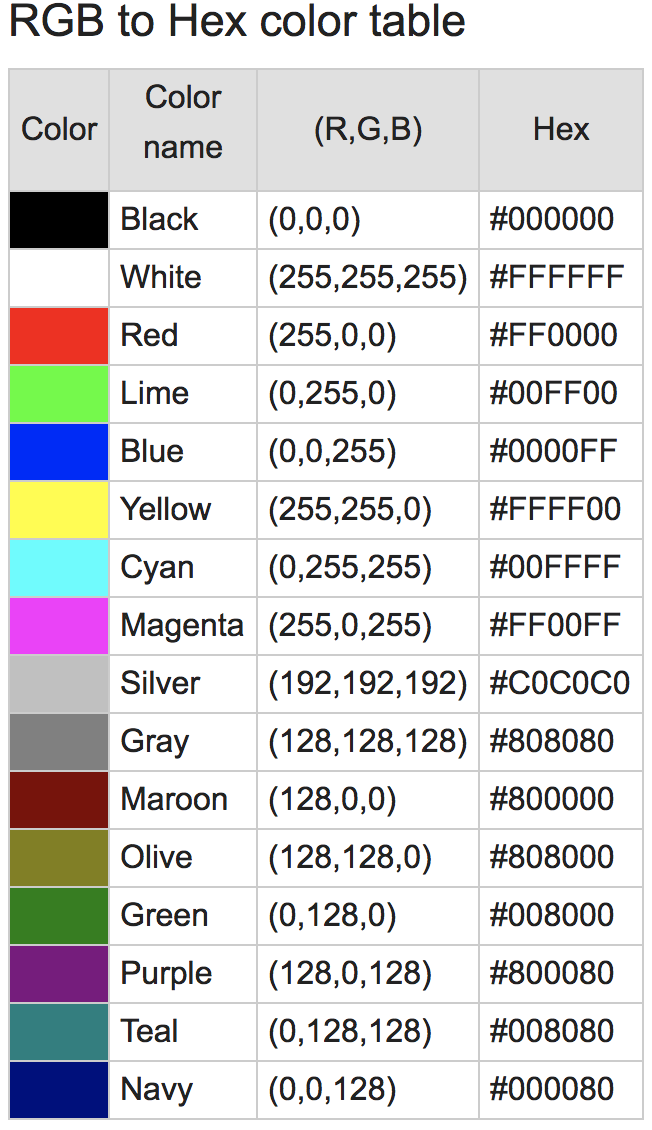 RGB to Hex color table
Color Color name (R,G,B) Hex
Black (0,0,0) #000000
White (255,255,255) #FFFFFF
Red (255,0,0) #FF0000
Lime (0,255,0) #00FF00
Blue (0,0,255) #0000FF
Yellow (255,255,0) #FFFF00
Cyan (0,255,255) #00FFFF
Magenta (255,0,255) #FF00FF
Silver (192,192,192) #C0C0C0
Gray (128,128,128) #808080
Maroon (128,0,0) #800000
Olive (128,128,0) #808000
Green (0,128,0) #008000
Purple (128,0,128) #800080
Teal (0,128,128) #008080
Navy (0,0,128) #000080